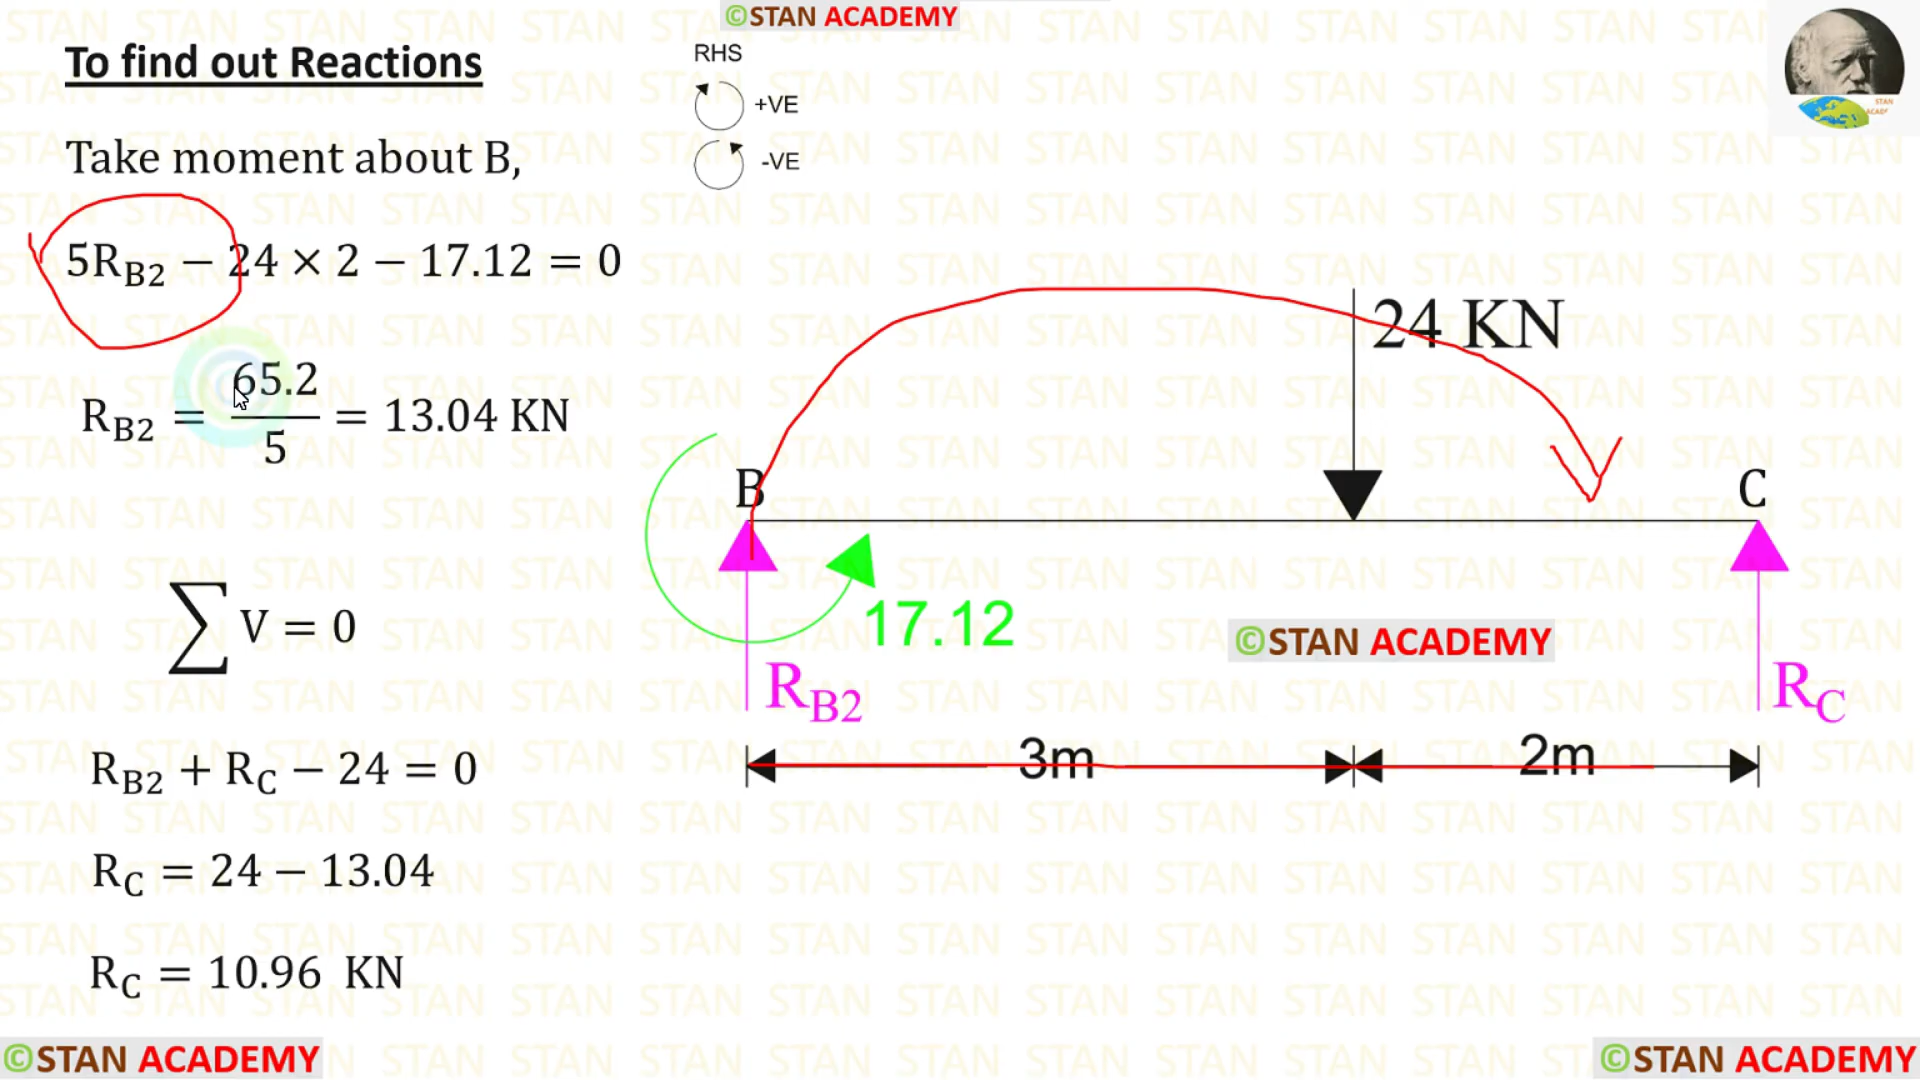 ©STAN ACADEMY
To find out Reactions
RHS
+VE
-VE
STAN
ACADF
Take moment about B,
5R_B2 − 24 × 2 − 17.12 = 0
R_B2 = 65.2/5 = 13.04 KN
∑ V = 0
R_B2 + R_C − 24 = 0
R_C = 24 − 13.04
R_C = 10.96 KN
24 KN
B
C
17.12
©STAN ACADEMY
R_B2
R_C
3m
2m
©STAN ACADEMY
©STAN ACADEMY